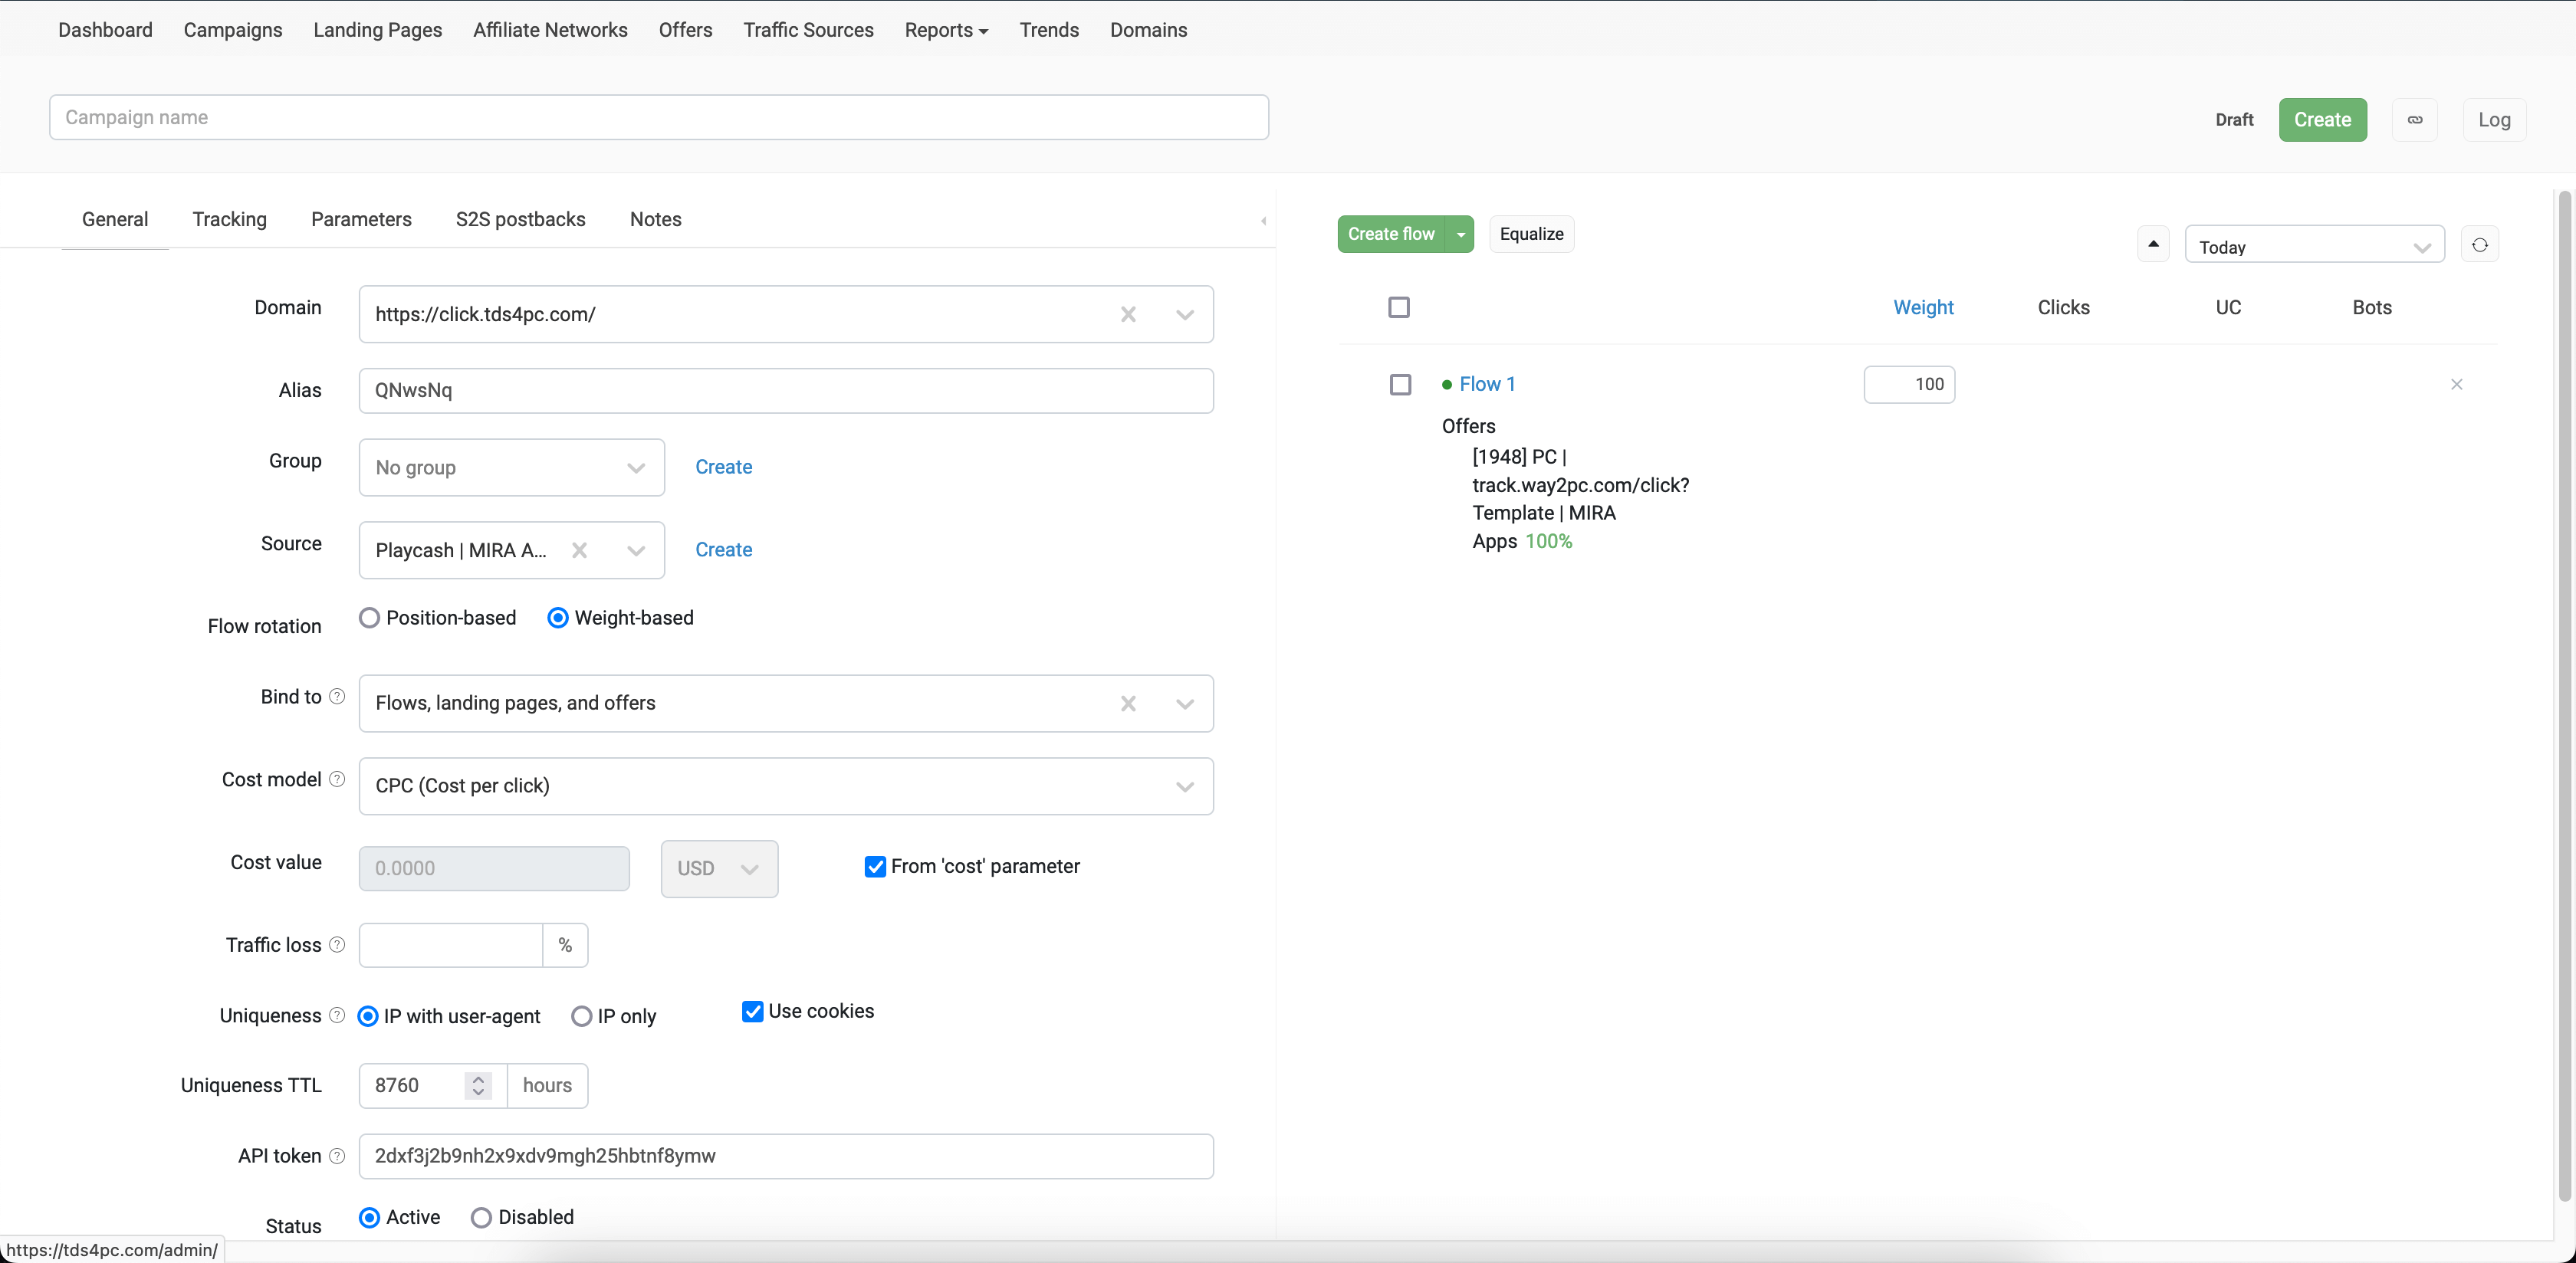 Dashboard Campaigns Landing Pages Affiliate Networks Offers Traffic Sources Reports Trends Domains
Campaign name
Draft Create Log
General Tracking Parameters S2S postbacks Notes
Domain https://click.tds4pc.com/
Alias QNwsNq
Group No group Create
Source Playcash | MIRA A... Create
Flow rotation Position-based Weight-based
Bind to Flows, landing pages, and offers
Cost model CPC (Cost per click)
Cost value 0.0000 USD From 'cost' parameter
Traffic loss %
Uniqueness IP with user-agent IP only Use cookies
Uniqueness TTL 8760 hours
API token 2dxf3j2b9nh2x9xdv9mgh25hbtnf8ymw
Status Active Disabled
https://tds4pc.com/admin/
Create flow Equalize Today
Weight Clicks UC Bots
Flow 1 100
Offers
[1948] PC |
track.way2pc.com/click?
Template | MIRA
Apps 100%